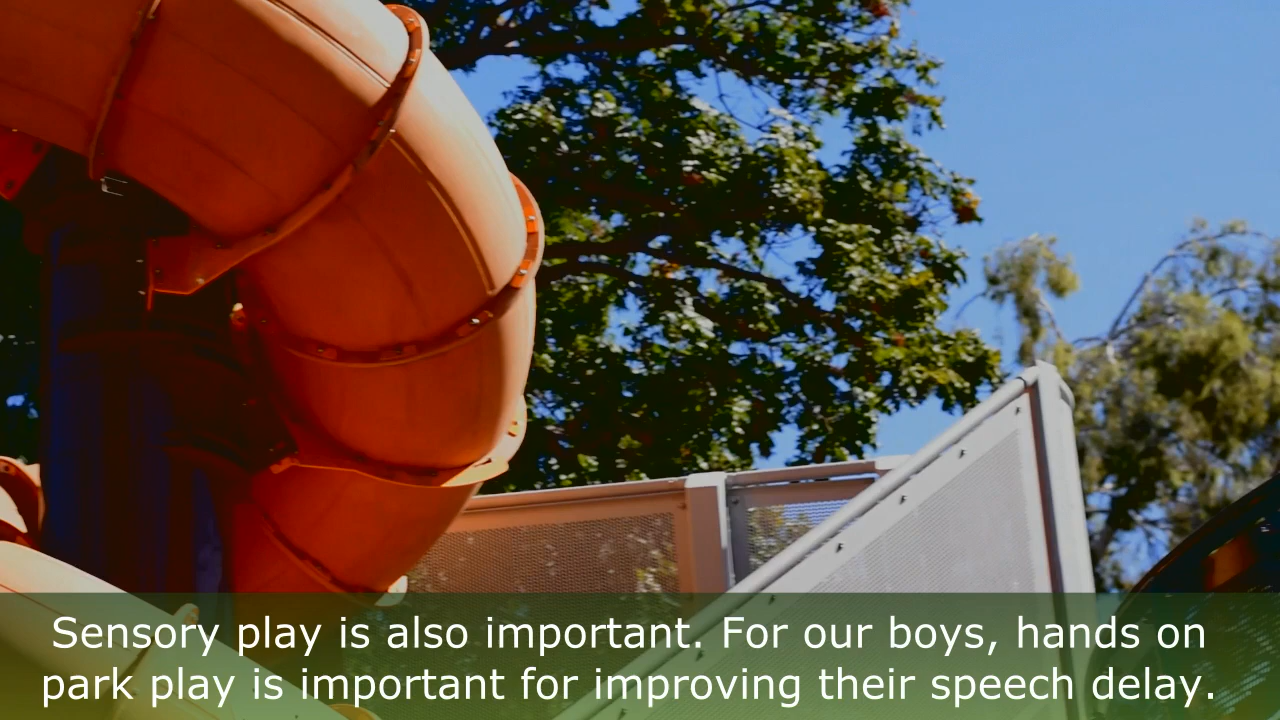 Sensory play is also important. For our boys, hands on
park play is important for improving their speech delay.